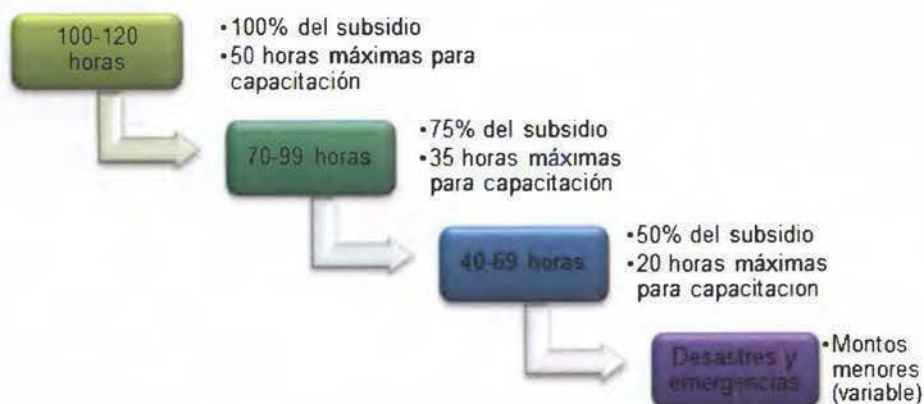 100-120
horas
•100% del subsidio
•50 horas máximas para
capacitación
70-99 horas
•75% del subsidio
•35 horas máximas
para capacitación
40-69 horas
•50% del subsidio
•20 horas máximas
para capacitacion
Desastres y
emergencias
•Montos
menores
(variable)